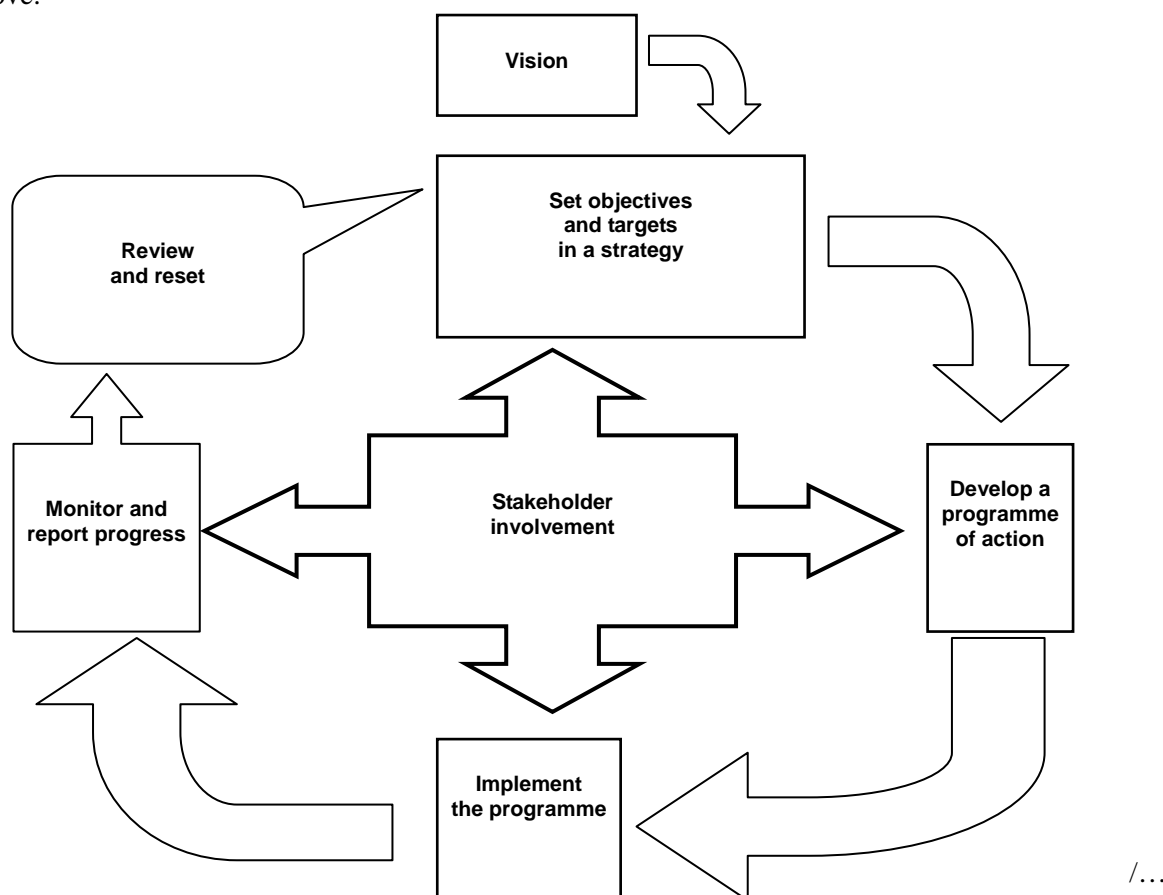 Vision
Set objectives
and targets
in a strategy
Review
and reset
Monitor and
report progress
Stakeholder
involvement
Develop a
programme
of action
Implement
the programme
/…